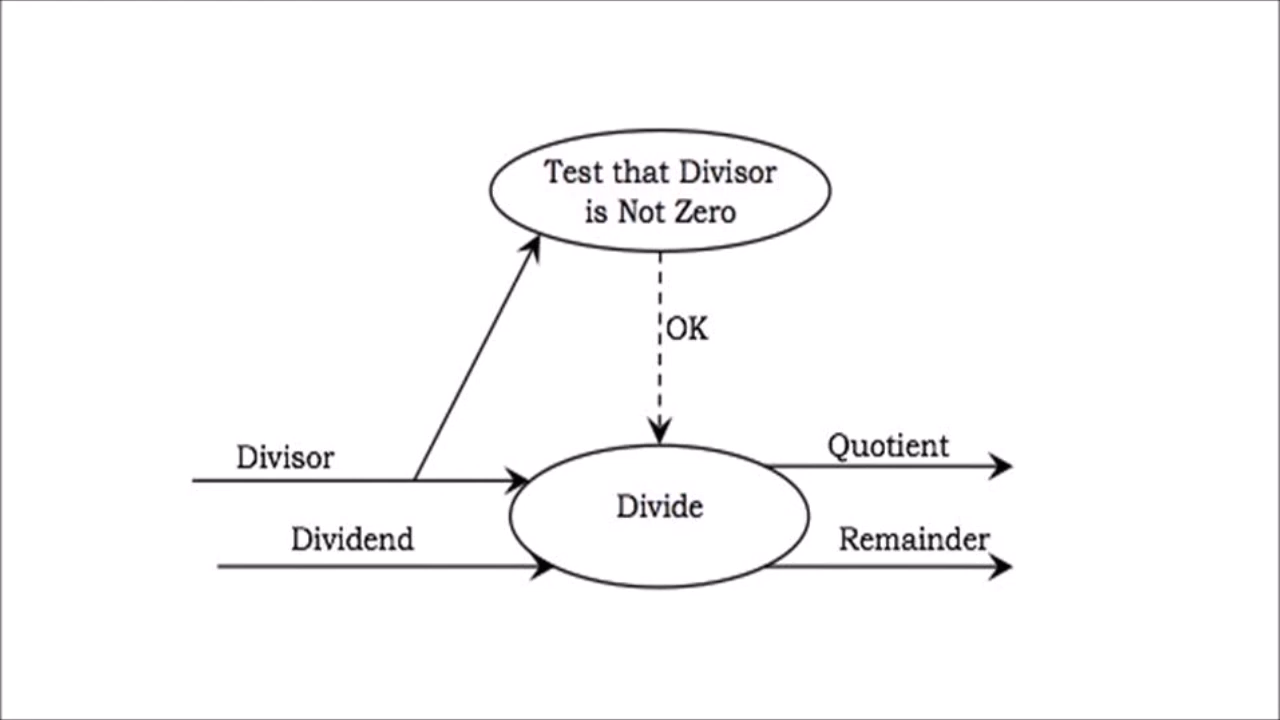 Test that Divisor
is Not Zero
OK
Divisor
Quotient
Divide
Dividend
Remainder